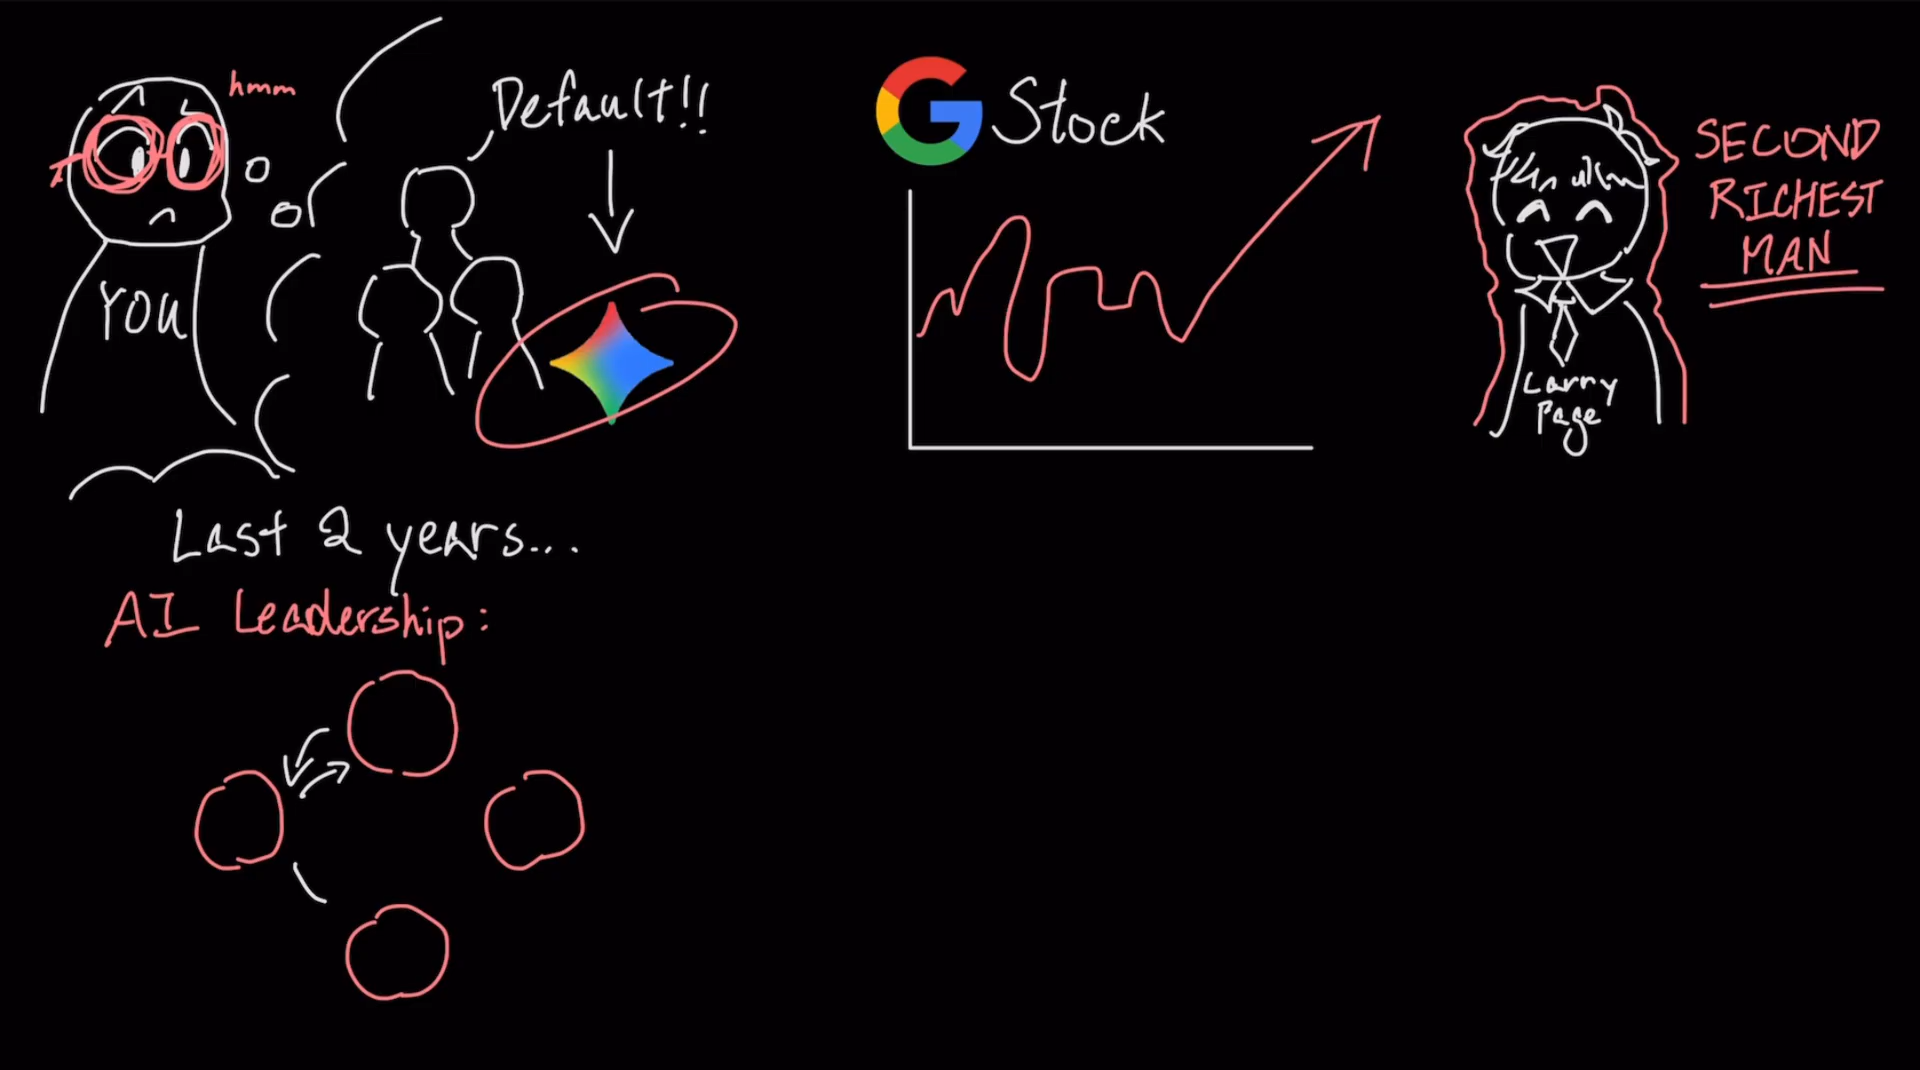 hmm
Default!!
YOU
G Stock
SECOND
RICHEST
MAN
Larry
Page
Last 2 years...
AI Leadership: